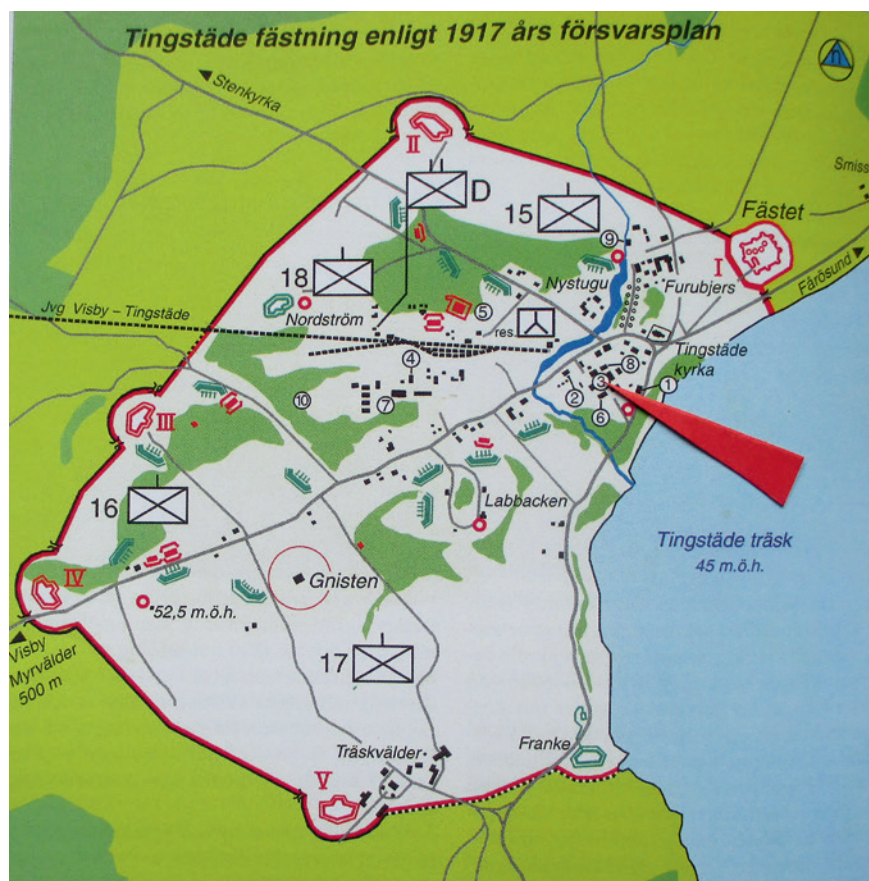 Tingstäde fästning enligt 1917 års försvarsplan
n
Stenkyrka
II
D
15
Smiss
Fästet
9
I
18
Nystugu
Furubjers
Fårösund
Jvg Visby – Tingstäde
Nordström
5
res.
4
Tingstäde
kyrka
8
3
1
2
10
7
6
III
16
Labbacken
Tingstäde träsk
45 m.ö.h.
IV
Gnisten
52,5 m.ö.h.
Visby
Myrvälder
500 m
17
Träskvälder
Franke
V